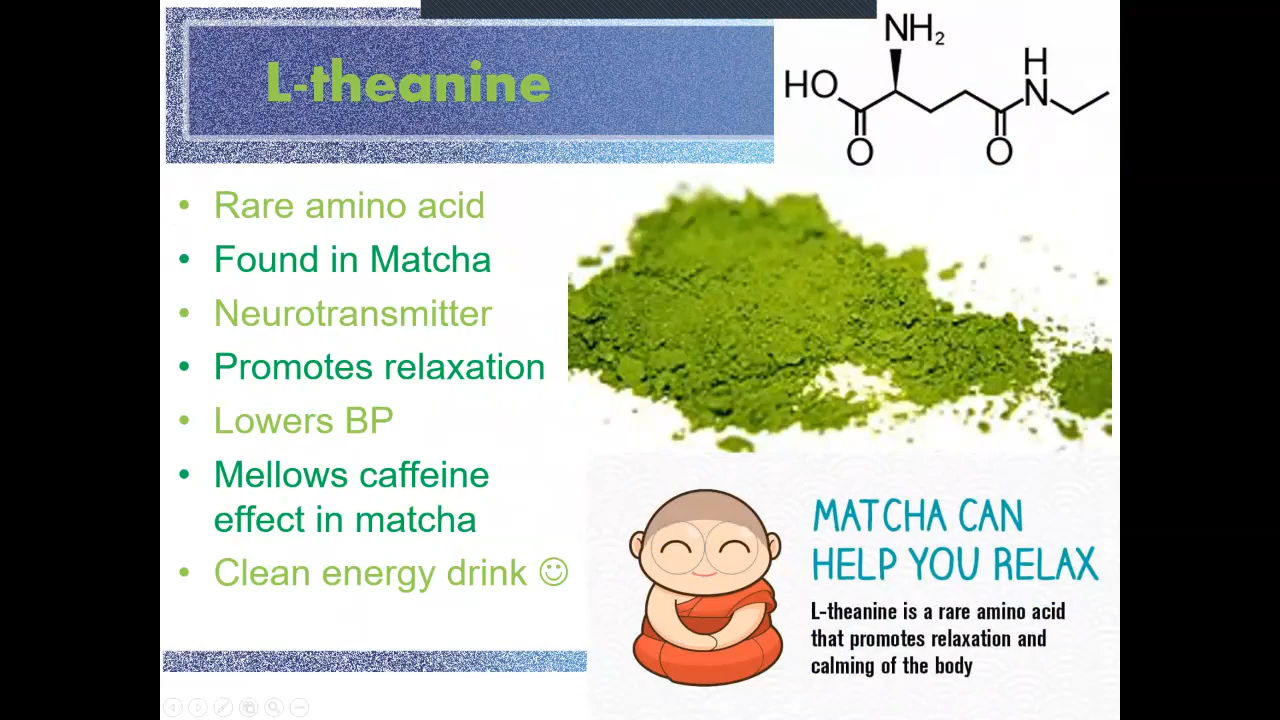 L-theanine
NH₂
HO
H
N
O
O
• Rare amino acid
• Found in Matcha
• Neurotransmitter
• Promotes relaxation
• Lowers BP
• Mellows caffeine
effect in matcha
• Clean energy drink ☺
MATCHA CAN
HELP YOU RELAX
L-theanine is a rare amino acid
that promotes relaxation and
calming of the body